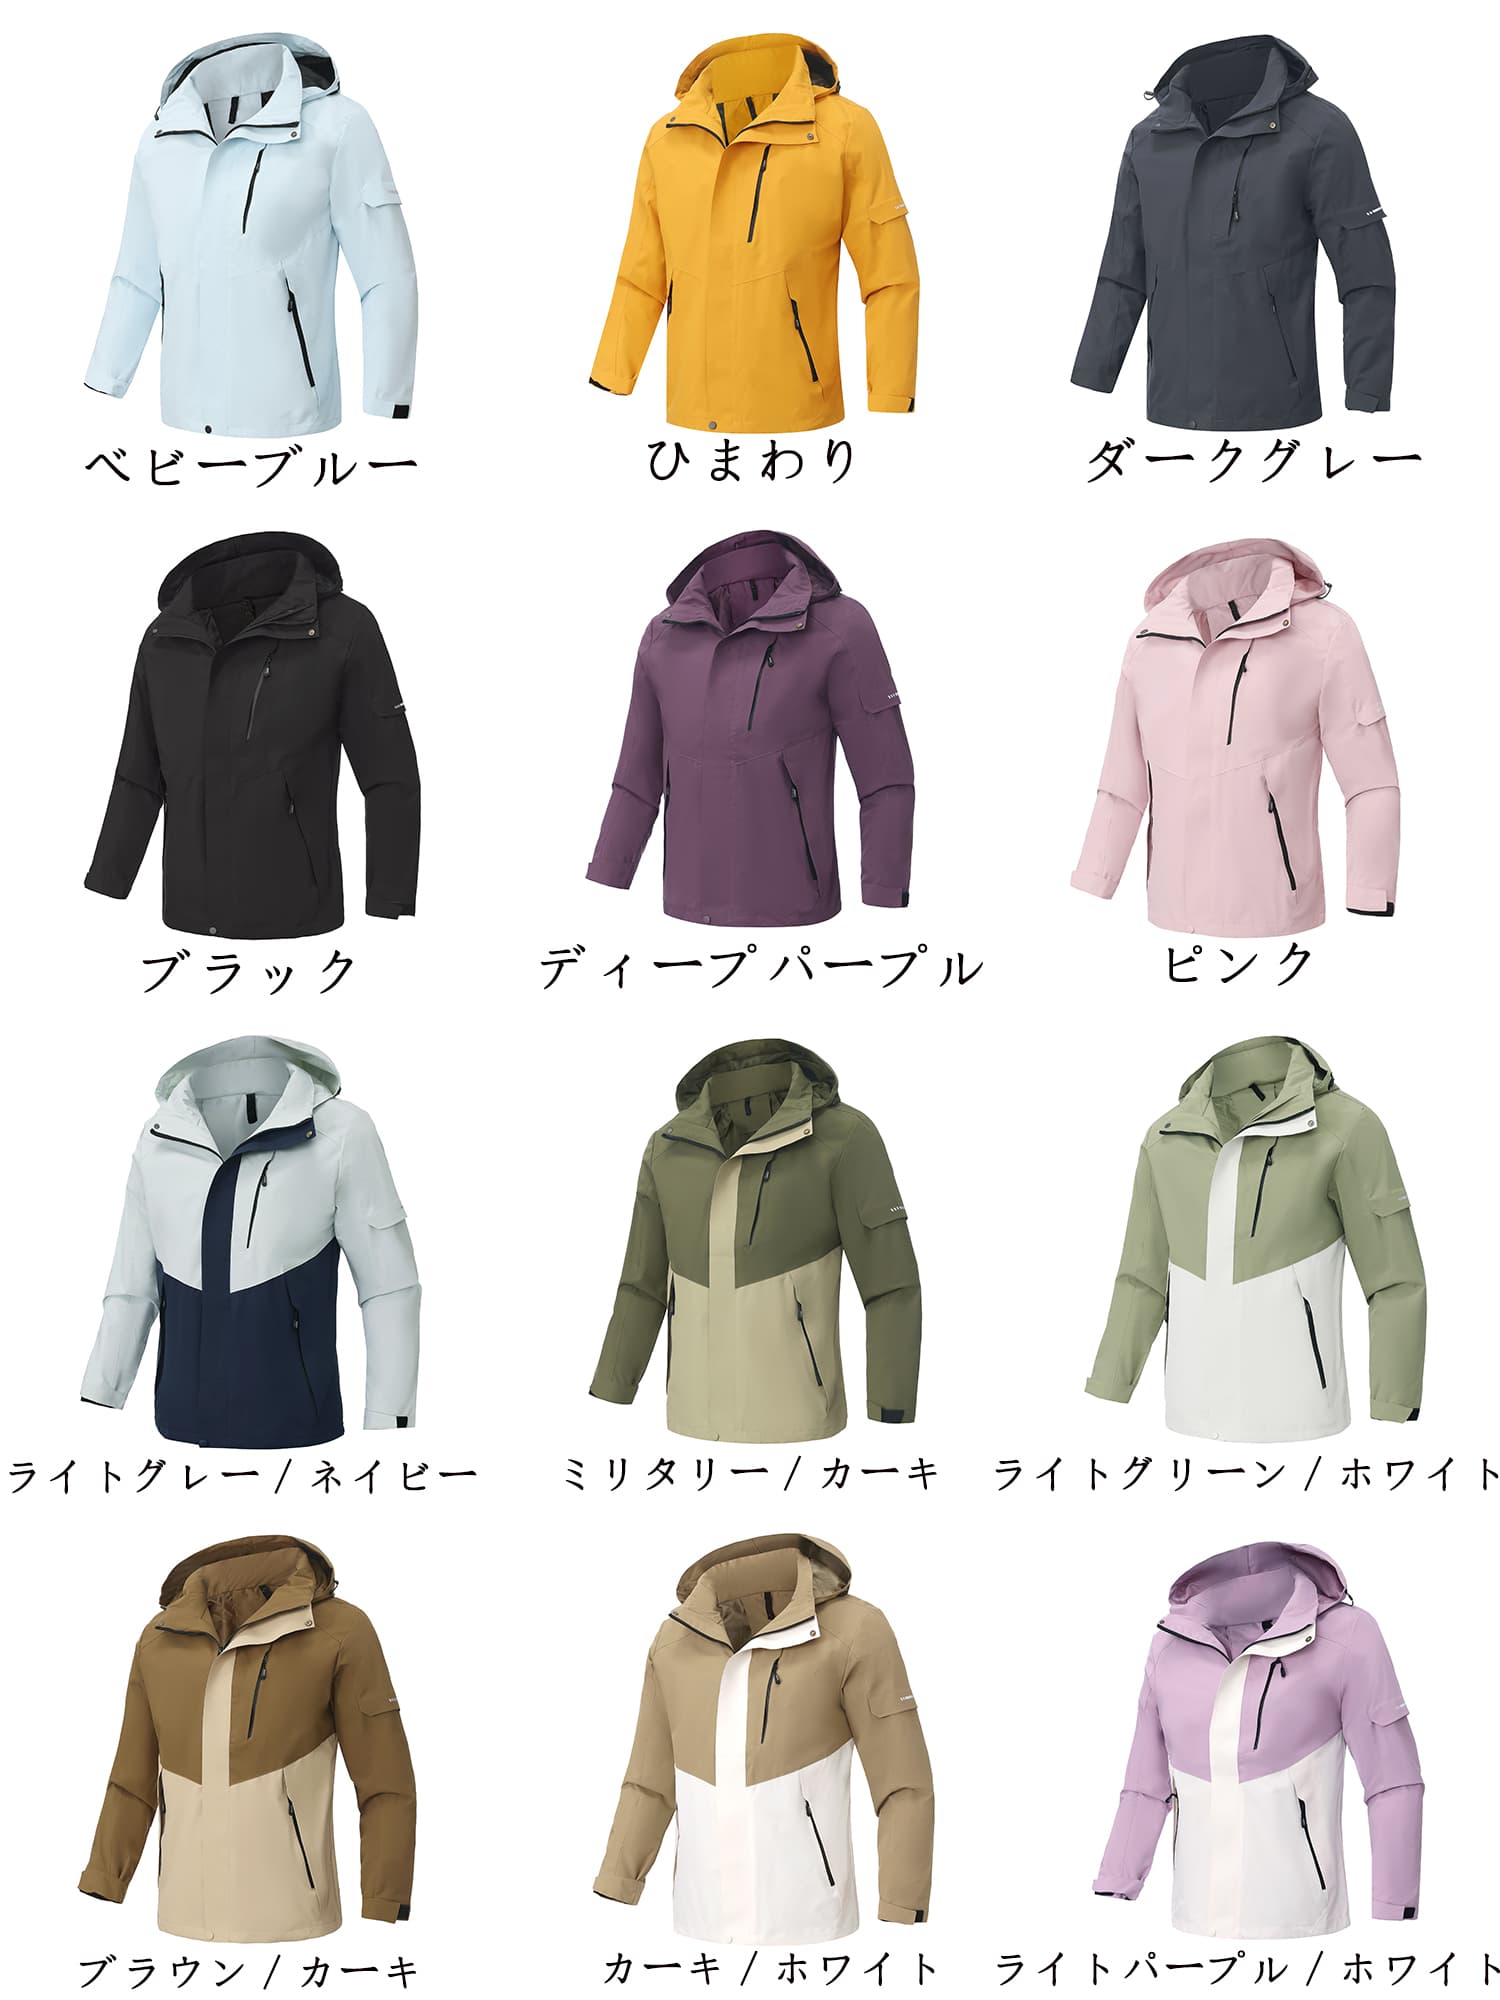 ベビーブルー
ひまわり
ダークグレー
ブラック
ディープパープル
ピンク
ライトグレー/ネイビー
ミリタリー/カーキ
ライトグリーン/ホワイト
ブラウン/カーキ
カーキ/ホワイト
ライトパープル/ホワイト